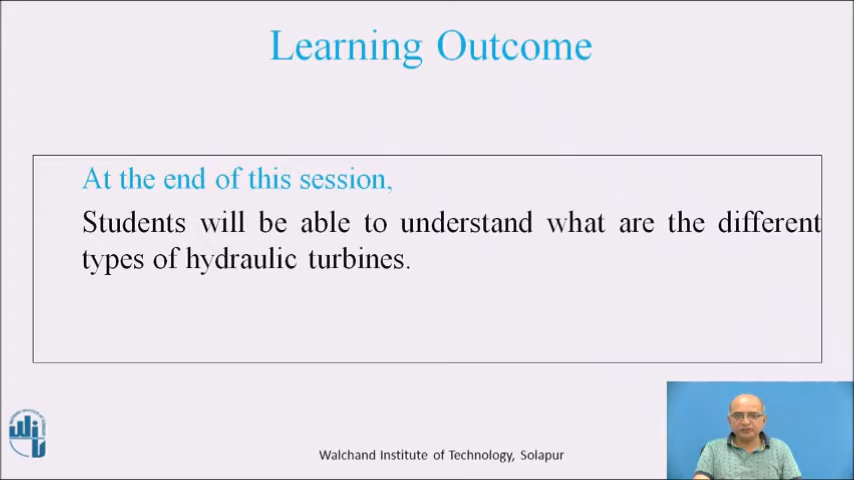 Learning Outcome
At the end of this session,
Students will be able to understand what are the different
types of hydraulic turbines.
Walchand Institute of Technology, Solapur